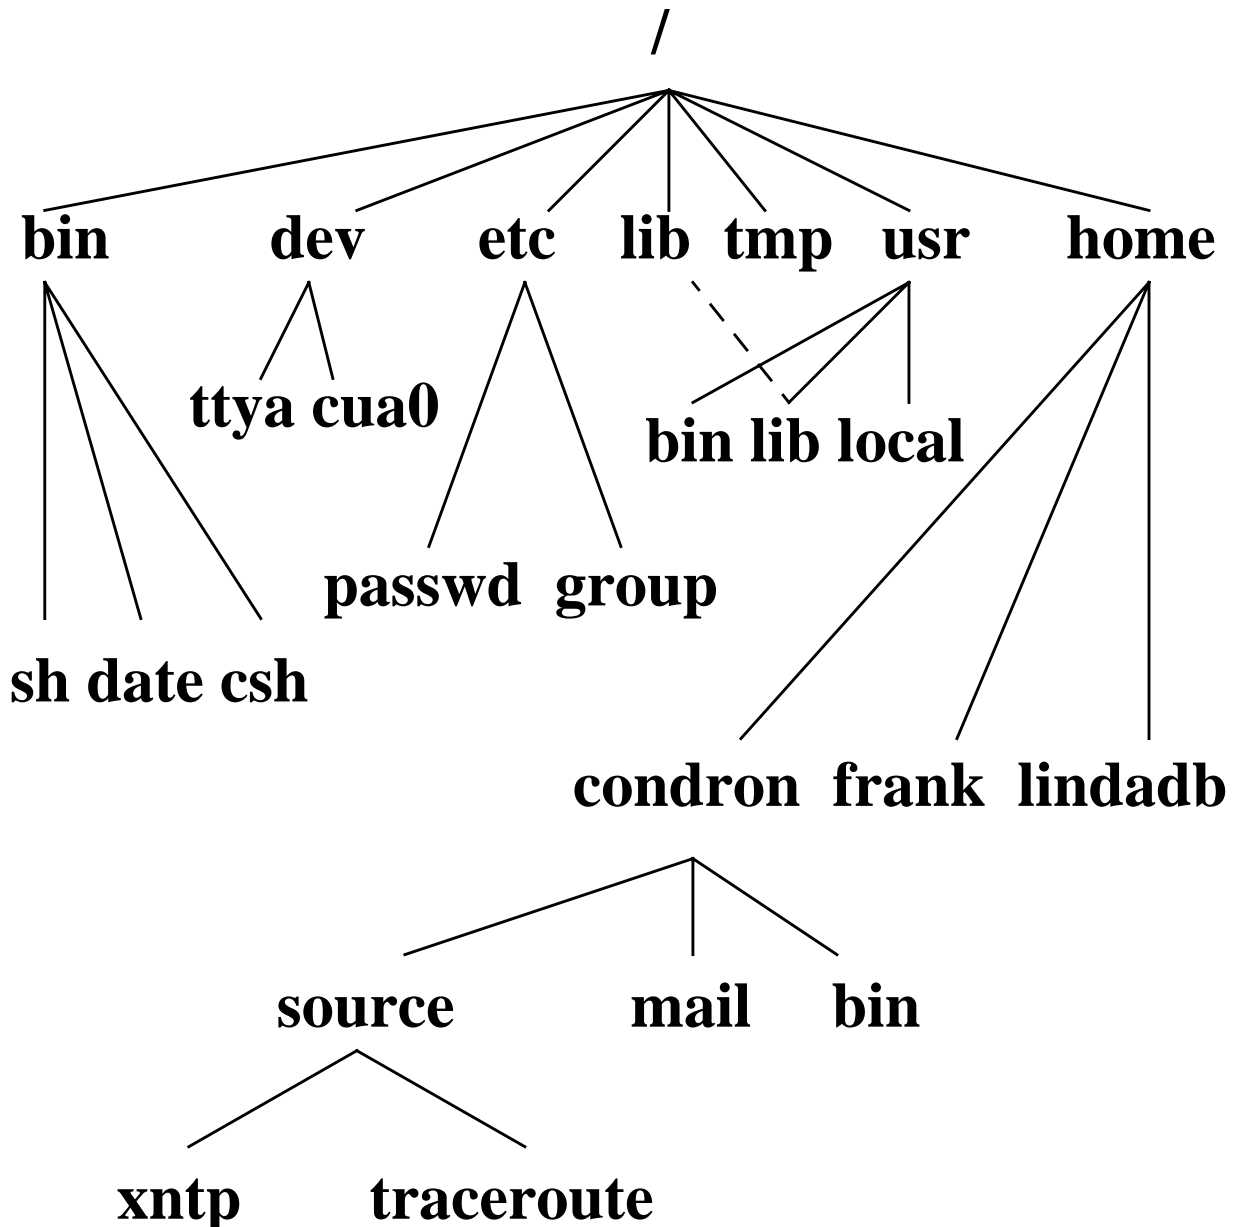 /
bin dev etc lib tmp usr home
ttya cua0
bin lib local
passwd group
sh date csh
condron frank lindadb
source mail bin
xntp traceroute